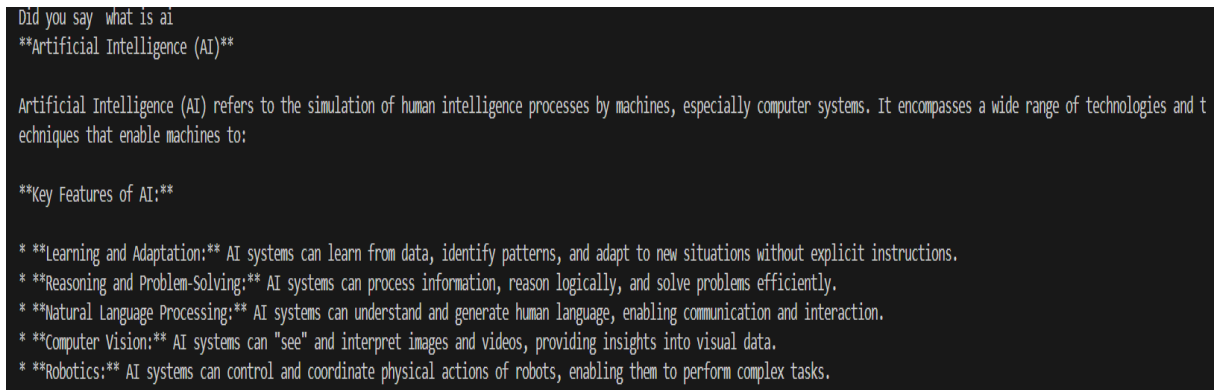 Did you say  what is ai
**Artificial Intelligence (AI)**
Artificial Intelligence (AI) refers to the simulation of human intelligence processes by machines, especially computer systems. It encompasses a wide range of technologies and t
echniques that enable machines to:
**Key Features of AI:**
* **Learning and Adaptation:** AI systems can learn from data, identify patterns, and adapt to new situations without explicit instructions.
* **Reasoning and Problem-Solving:** AI systems can process information, reason logically, and solve problems efficiently.
* **Natural Language Processing:** AI systems can understand and generate human language, enabling communication and interaction.
* **Computer Vision:** AI systems can "see" and interpret images and videos, providing insights into visual data.
* **Robotics:** AI systems can control and coordinate physical actions of robots, enabling them to perform complex tasks.